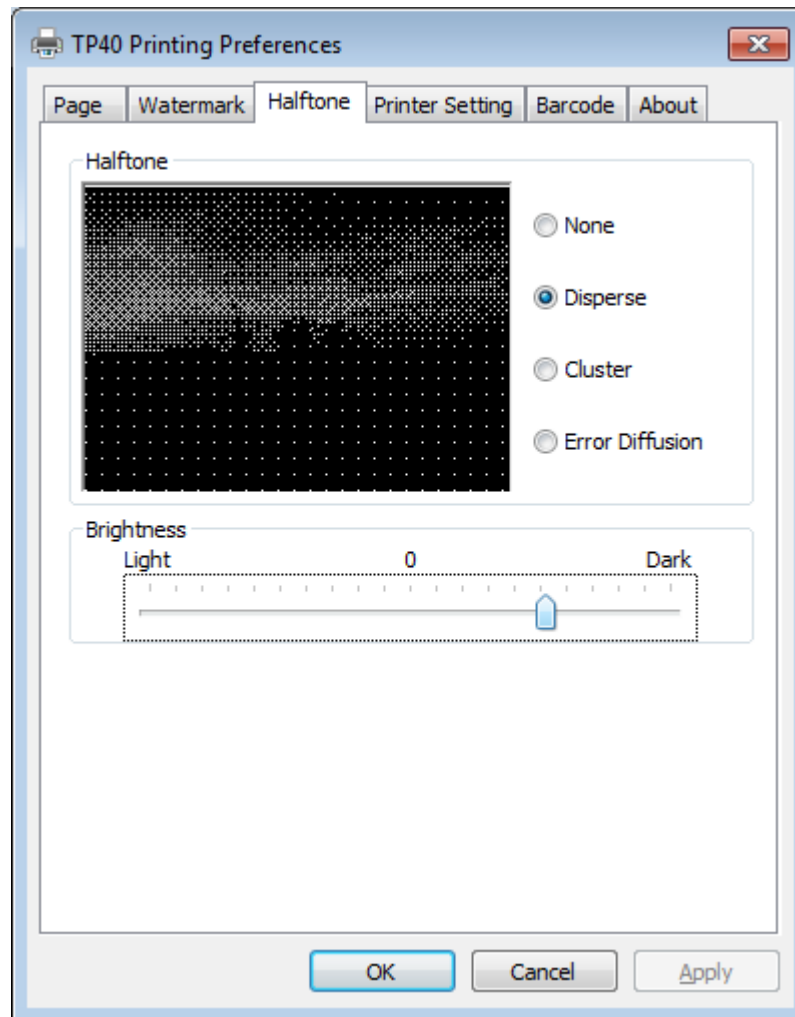 TP40 Printing Preferences
Page Watermark Halftone Printer Setting Barcode About
Halftone
None
Disperse
Cluster
Error Diffusion
Brightness
Light 0 Dark
OK Cancel Apply